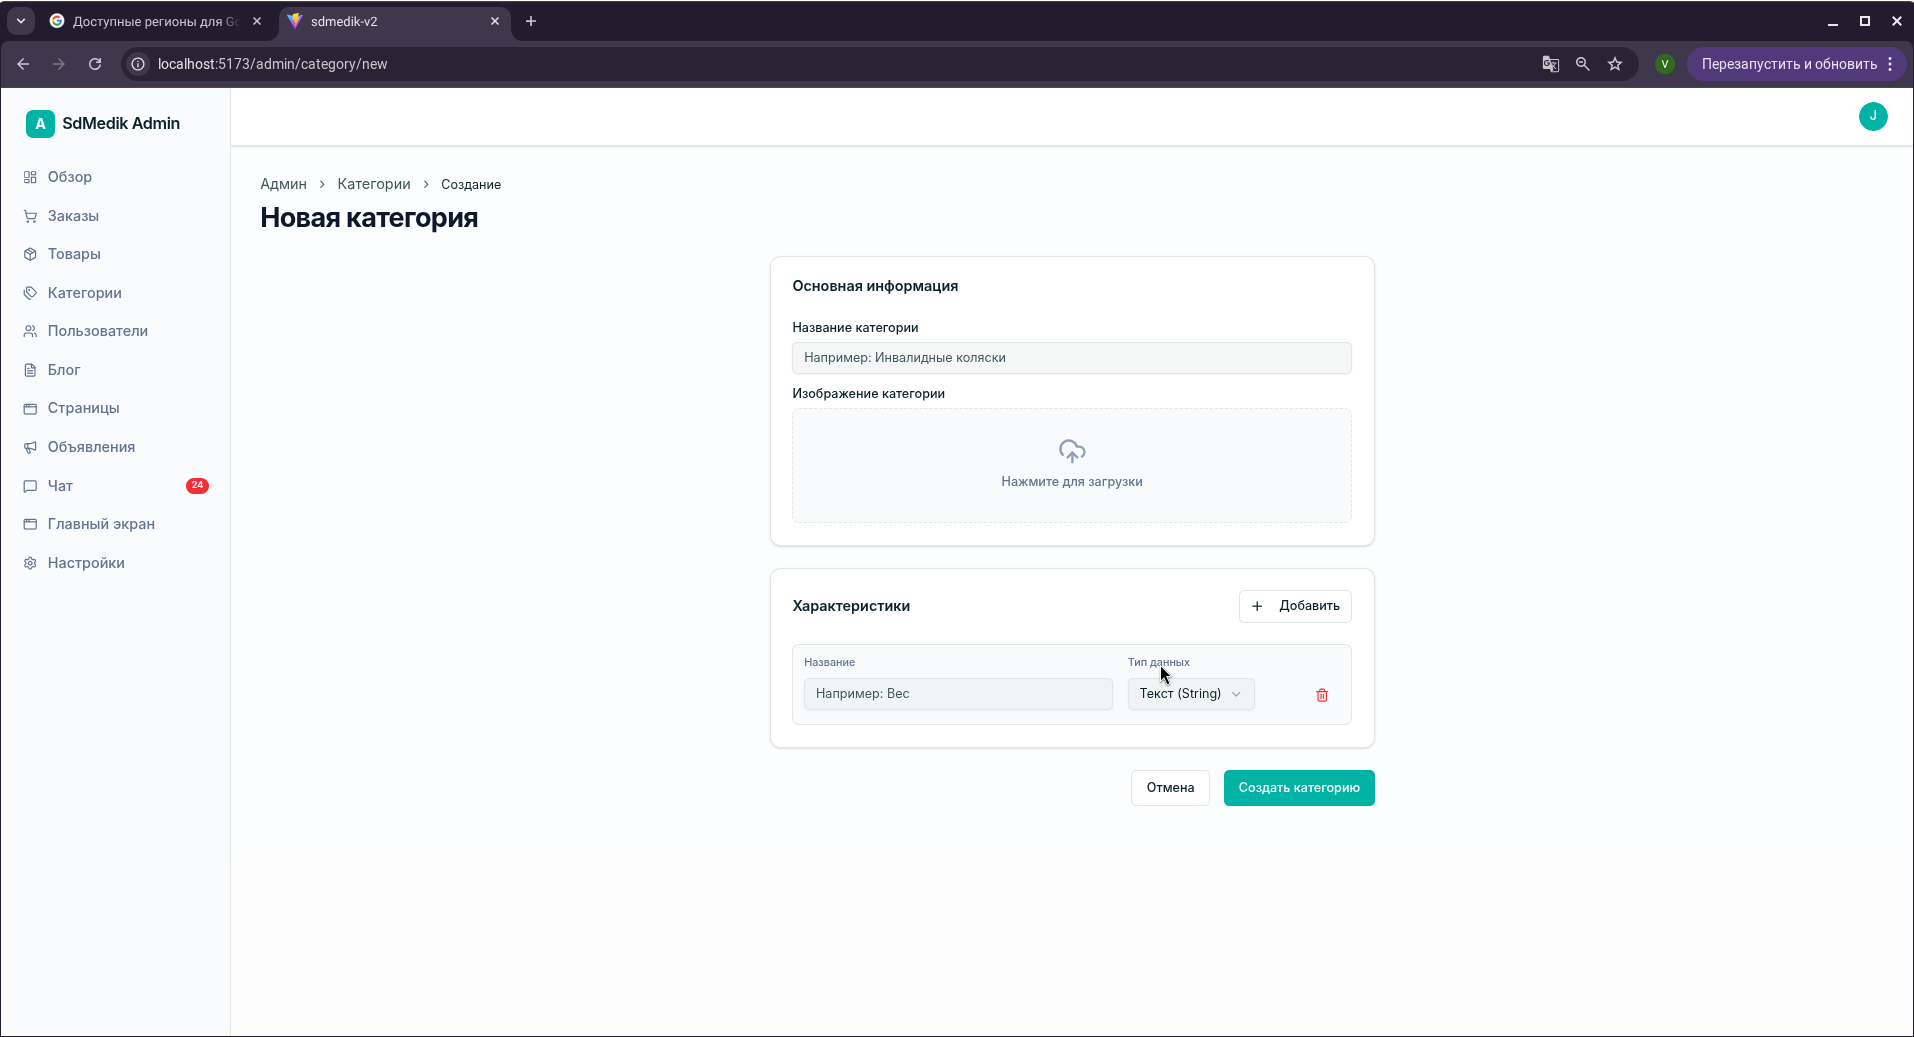 Доступные регионы для Go
sdmedik-v2
localhost:5173/admin/category/new
V
Перезапустить и обновить
A
SdMedik Admin
J
Обзор
Заказы
Товары
Категории
Пользователи
Блог
Страницы
Объявления
Чат
24
Главный экран
Настройки
Админ > Категории > Создание
Новая категория
Основная информация
Название категории
Например: Инвалидные коляски
Изображение категории
Нажмите для загрузки
Характеристики
+ Добавить
Название
Тип данных
Например: Вес
Текст (String)
Отмена
Создать категорию